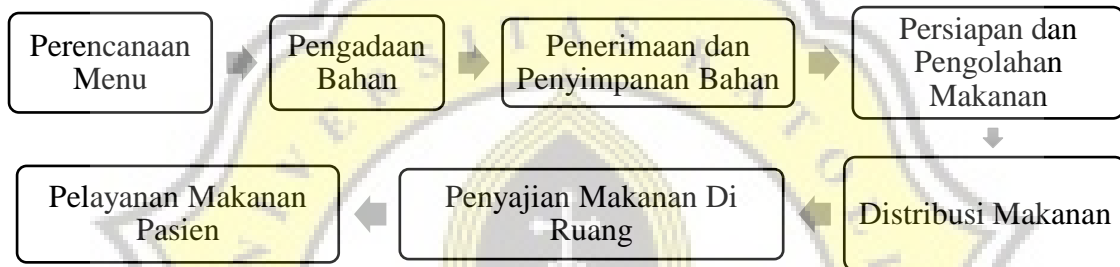 Perencanaan
Menu
Pengadaan
Bahan
Penerimaan dan
Penyimpanan Bahan
Persiapan dan
Pengolahan
Makanan
Distribusi Makanan
Penyajian Makanan Di
Ruang
Pelayanan Makanan
Pasien